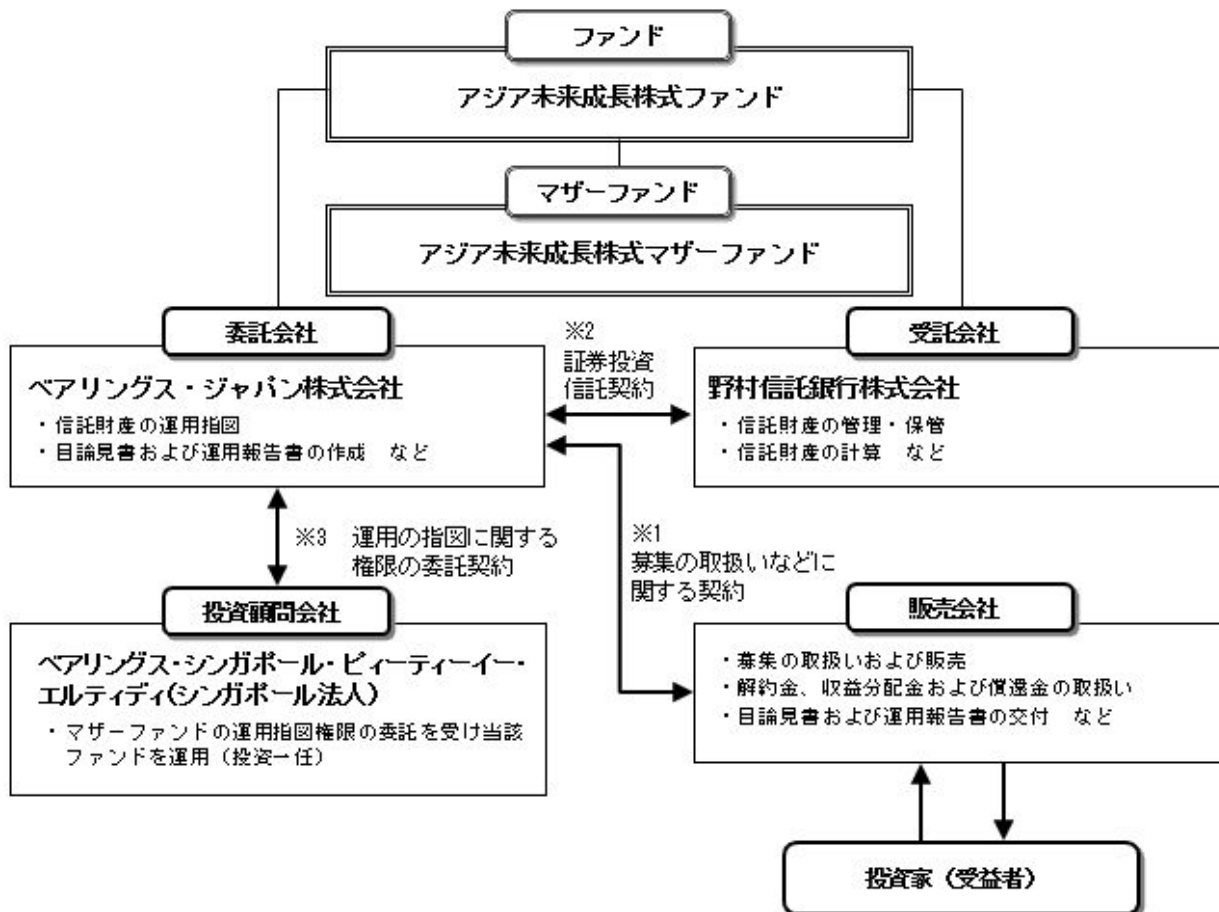 ファンド
アジア未来成長株式ファンド
マザーファンド
アジア未来成長株式マザーファンド
委託会社
ベアリングス・ジャパン株式会社
・信託財産の運用指図
・目論見書および運用報告書の作成　など
※2
証券投資
信託契約
受託会社
野村信託銀行株式会社
・信託財産の管理・保管
・信託財産の計算　など
※3　運用の指図に関する
権限の委託契約
※1
募集の取扱いなどに
関する契約
投資顧問会社
ベアリングス・シンガポール・ピィーティーイー・
エルティディ(シンガポール法人)
・マザーファンドの運用指図権限の委託を受け当該
ファンドを運用（投資一任）
販売会社
・募集の取扱いおよび販売
・解約金、収益分配金および償還金の取扱い
・目論見書および運用報告書の交付　など
投資家（受益者）